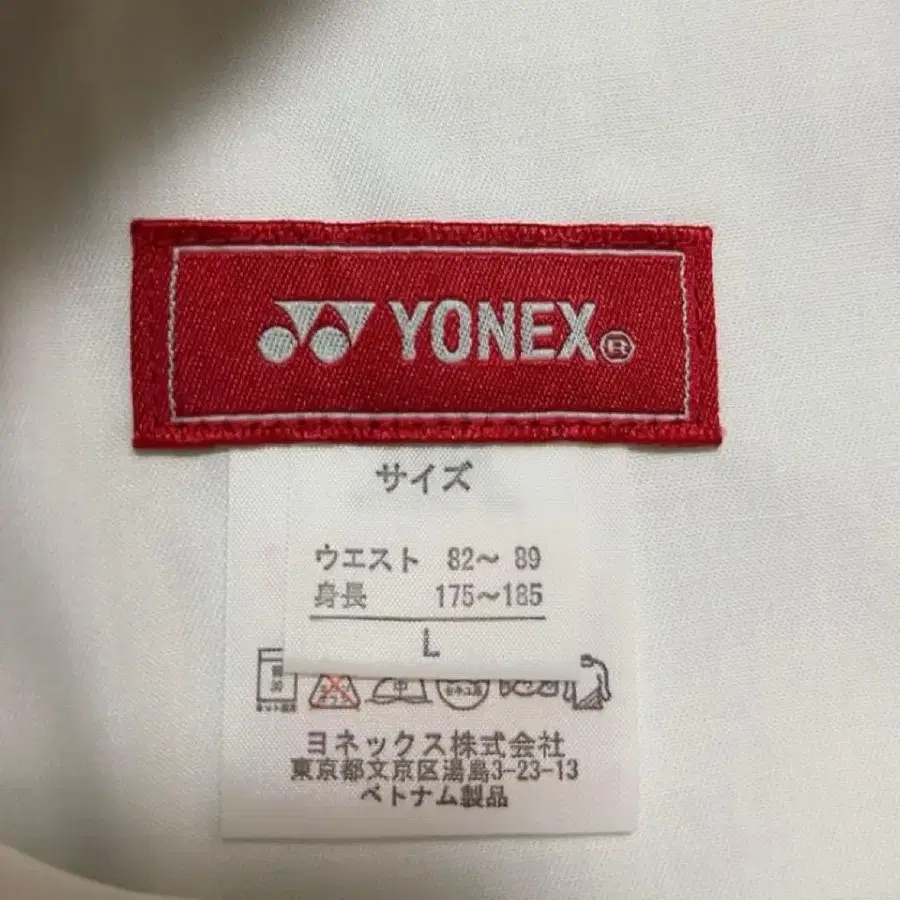 YONEX®
サイズ
ウエスト 82〜 89
身長 175〜185
L
中
ヨネックス株式会社
東京都文京区湯島3-23-13
ベトナム製品